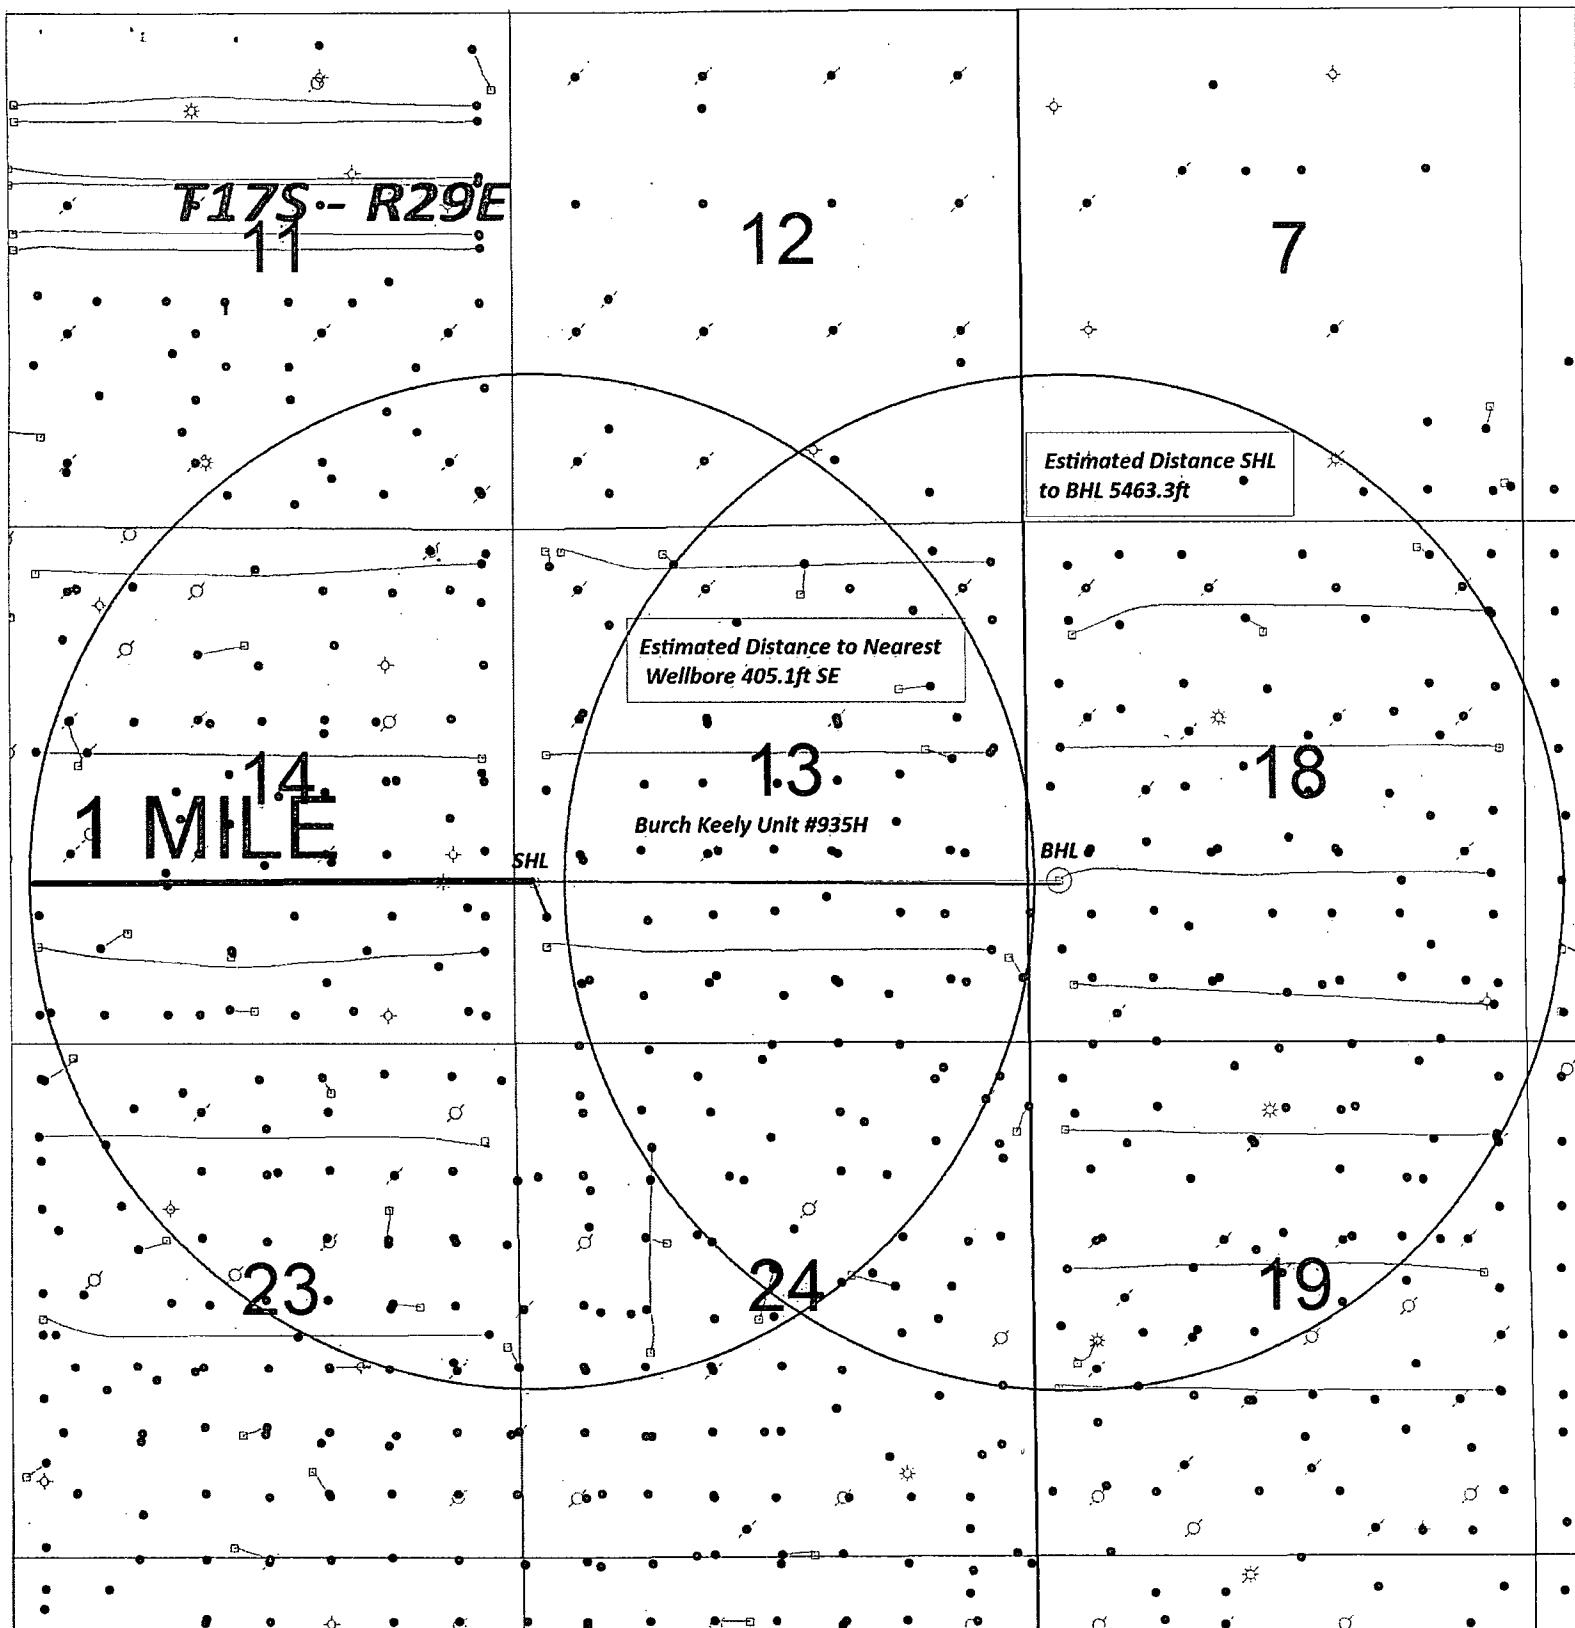 T17S - R29E
11
12
7
Estimated Distance SHL
to BHL 5463.3ft
Estimated Distance to Nearest
Wellbore 405.1ft SE
14
13
18
1 MILE
Burch Keely Unit #935H
SHL
BHL
23
24
19